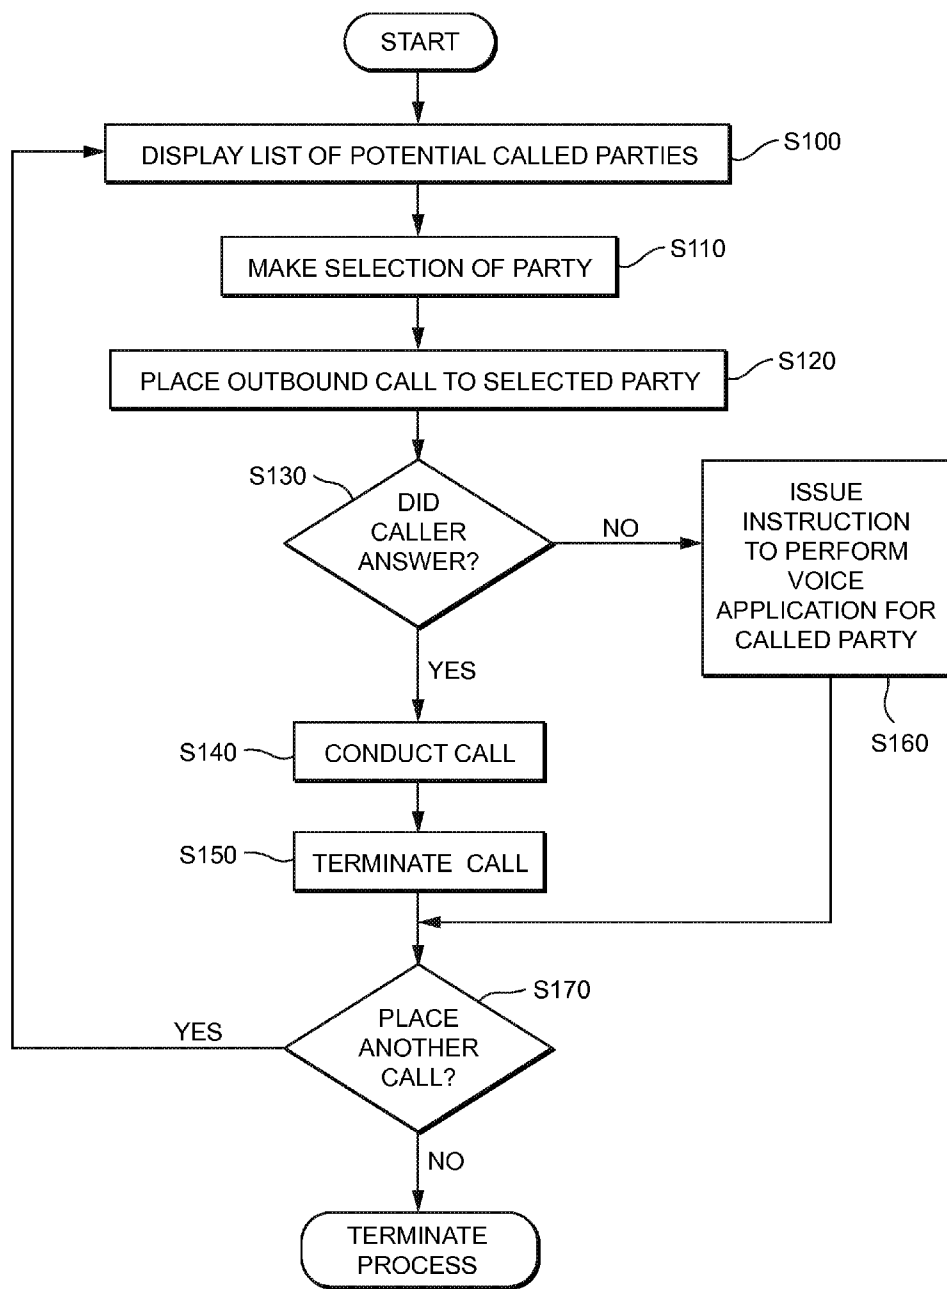 START
DISPLAY LIST OF POTENTIAL CALLED PARTIES
S100
MAKE SELECTION OF PARTY
S110
PLACE OUTBOUND CALL TO SELECTED PARTY
S120
S130
DID
CALLER
ANSWER?
NO
ISSUE
INSTRUCTION
TO PERFORM
VOICE
APPLICATION FOR
CALLED PARTY
S160
YES
S140
CONDUCT CALL
S150
TERMINATE CALL
S170
PLACE
ANOTHER
CALL?
YES
NO
TERMINATE
PROCESS